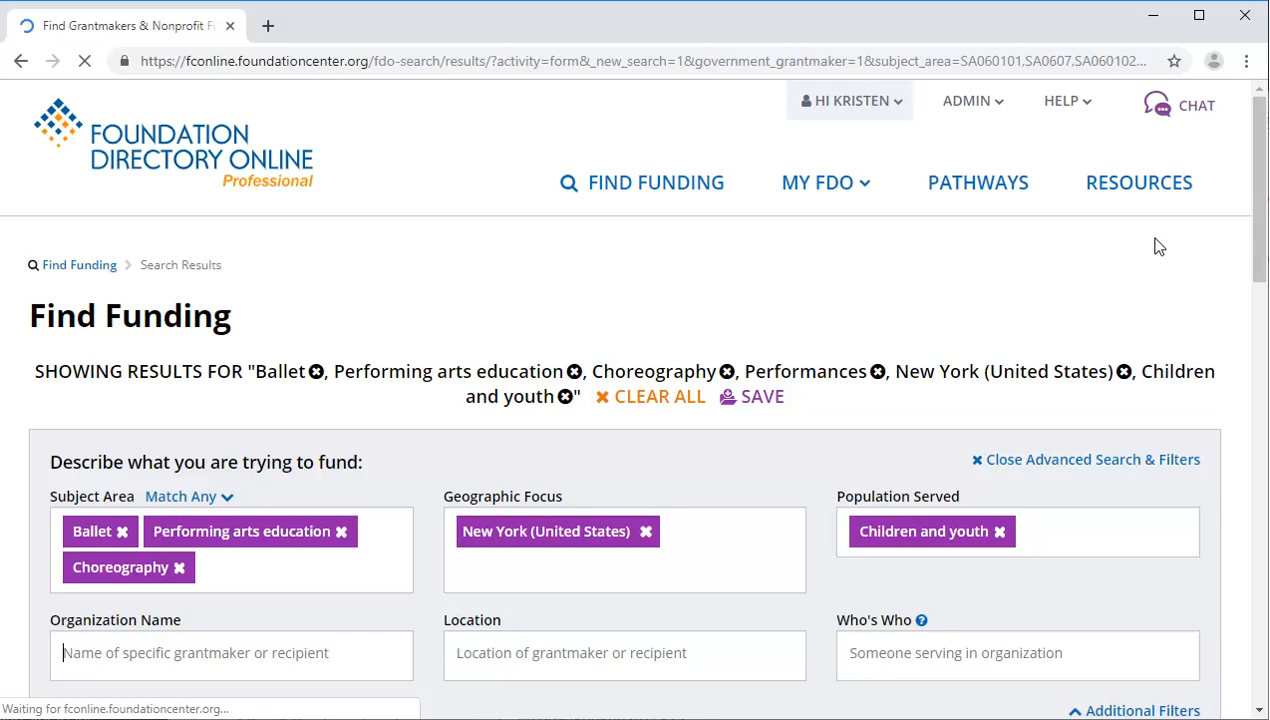 Find Grantmakers & Nonprofit F
https://fconline.foundationcenter.org/fdo-search/results/?activity=form&_new_search=1&government_grantmaker=1&subject_area=SA060101,SA0607,SA060102...
HI KRISTEN
ADMIN
HELP
CHAT
FOUNDATION
DIRECTORY ONLINE
Professional
FIND FUNDING
MY FDO
PATHWAYS
RESOURCES
Find Funding > Search Results
Find Funding
SHOWING RESULTS FOR "Ballet, Performing arts education, Choreography, Performances, New York (United States), Children
and youth" CLEAR ALL SAVE
Describe what you are trying to fund:
Close Advanced Search & Filters
Subject Area Match Any
Geographic Focus
Population Served
Ballet Performing arts education
New York (United States)
Children and youth
Choreography
Organization Name
Location
Who's Who
Name of specific grantmaker or recipient
Location of grantmaker or recipient
Someone serving in organization
Waiting for fconline.foundationcenter.org...
Additional Filters